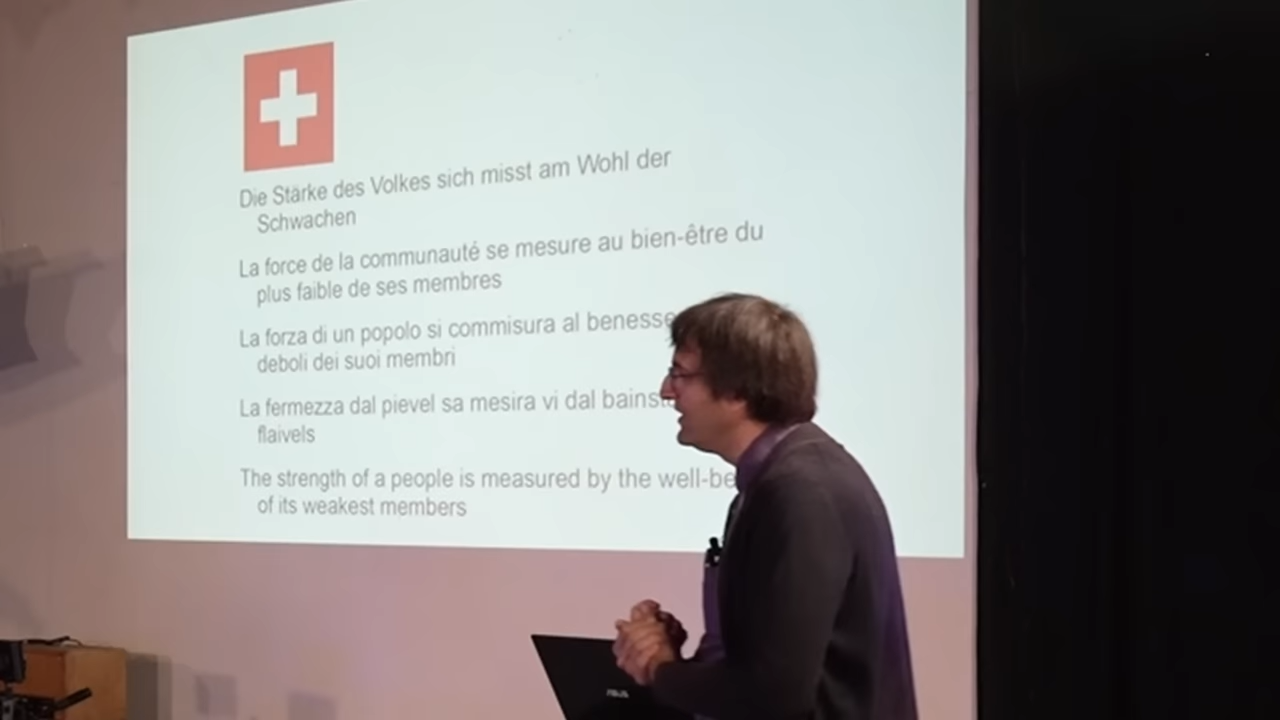 Die Stärke des Volkes sich misst am Wohl der
Schwachen
La force de la communauté se mesure au bien-être du
plus faible de ses membres
La forza di un popolo si commisura al benesse
deboli dei suoi membri
La fermezza dal pievel sa mesira vi dal bainst
flaivels
The strength of a people is measured by the well-be
of its weakest members
ASUS